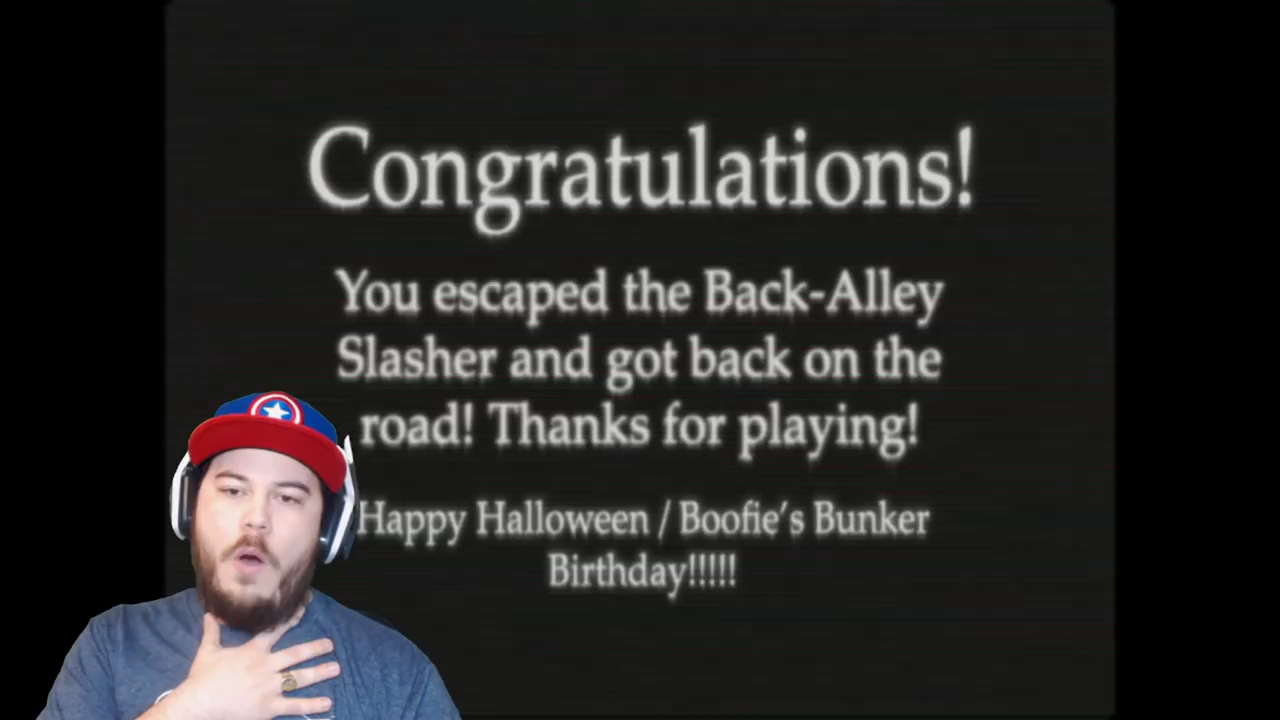 Congratulations!
You escaped the Back-Alley
Slasher and got back on the
road! Thanks for playing!
Happy Halloween / Boofie's Bunker
Birthday!!!!!